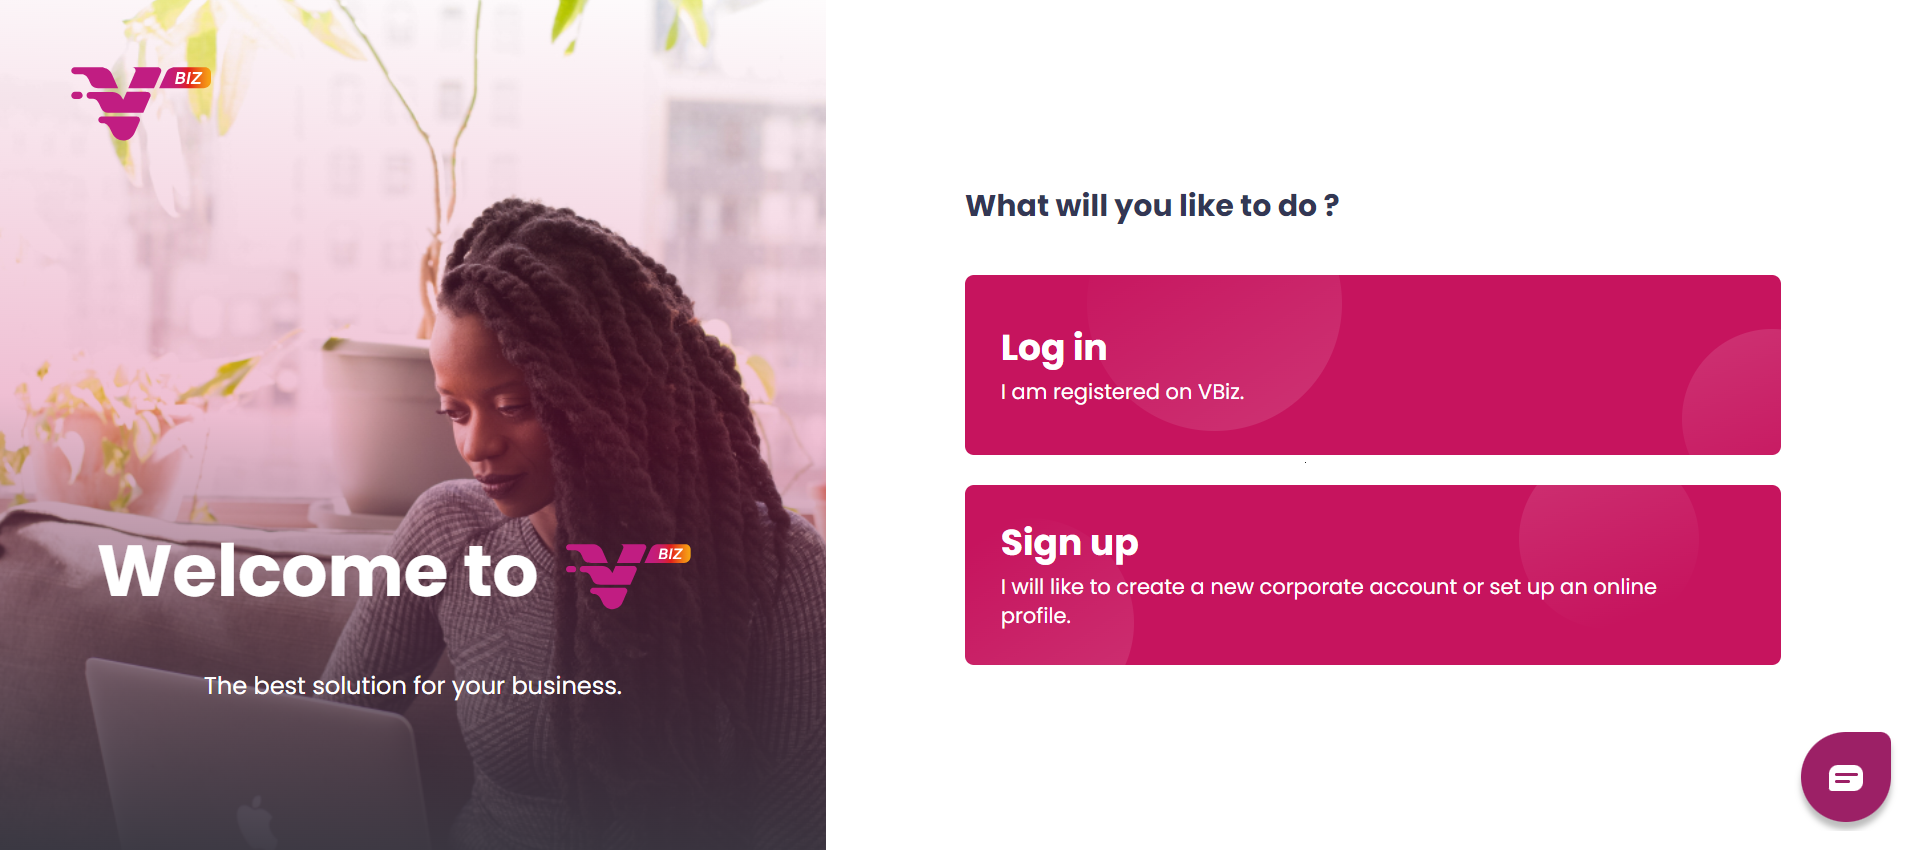 BIZ
Welcome to V BIZ
The best solution for your business.
What will you like to do ?
Log in
I am registered on VBiz.
Sign up
I will like to create a new corporate account or set up an online
profile.